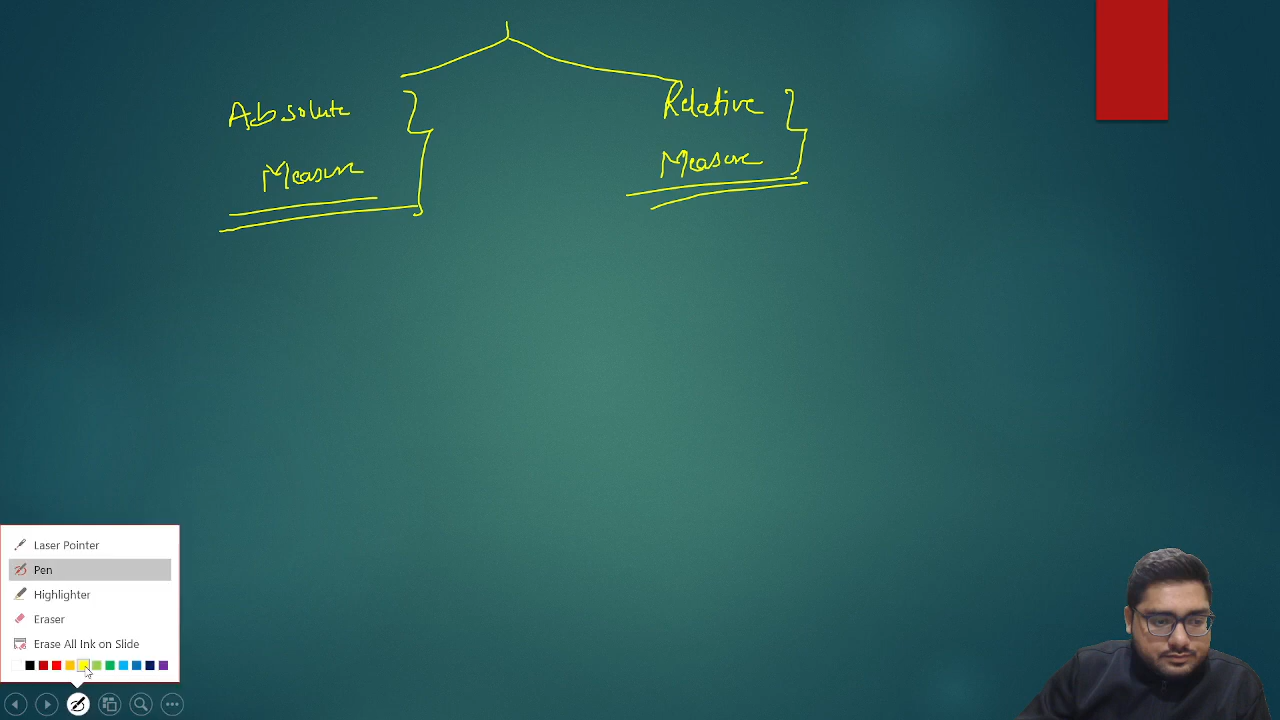 Absolute
Measure
Relative
Measure
Laser Pointer
Pen
Highlighter
Eraser
Erase All Ink on Slide